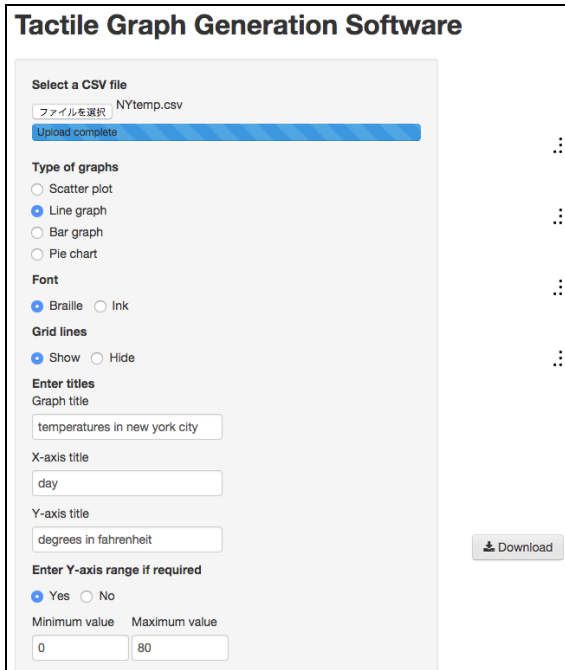 Tactile Graph Generation Software
Select a CSV file
ファイルを選択 NYtemp.csv
Upload complete
Type of graphs
Scatter plot
Line graph
Bar graph
Pie chart
Font
Braille Ink
Grid lines
Show Hide
Enter titles
Graph title
temperatures in new york city
X-axis title
day
Y-axis title
degrees in fahrenheit
Download
Enter Y-axis range if required
Yes No
Minimum value Maximum value
0 80